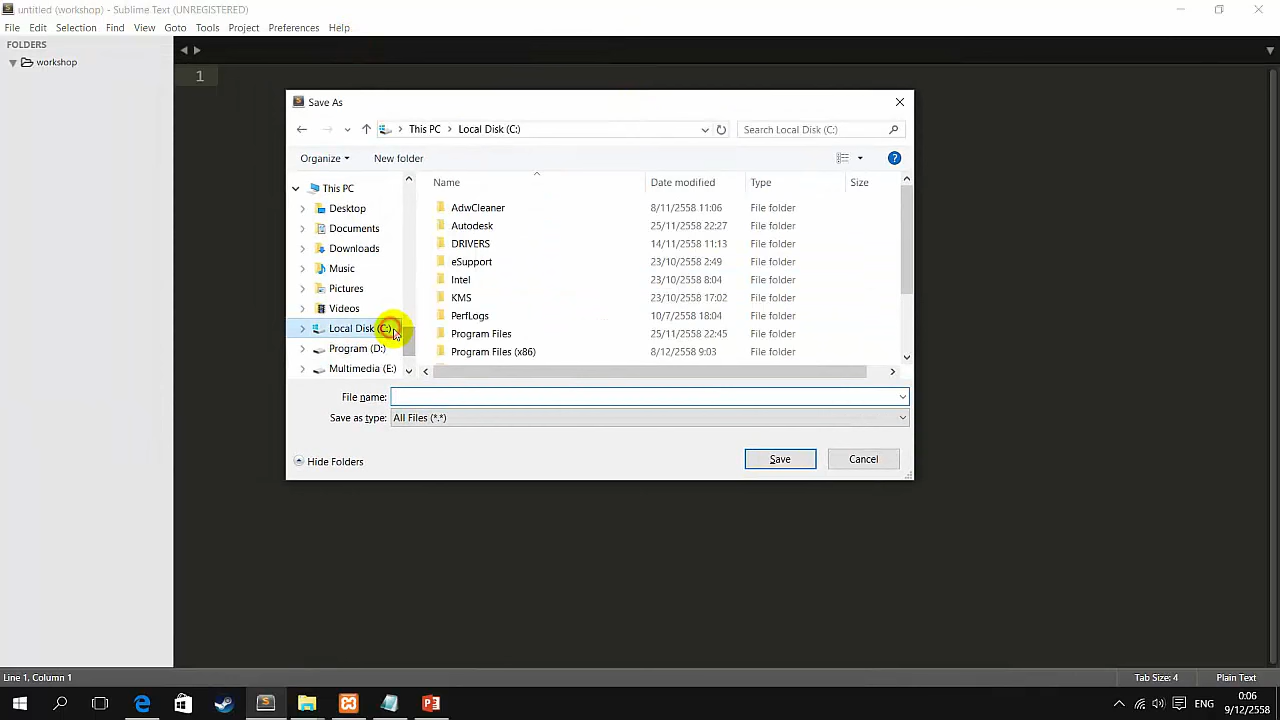 untitled (workshop) - Sublime Text (UNREGISTERED)
File Edit Selection Find View Goto Tools Project Preferences Help
FOLDERS
workshop
1
Save As
This PC Local Disk (C:) Search Local Disk (C:)
Organize New folder
Name Date modified Type Size
This PC
Desktop
Documents
Downloads
Music
Pictures
Videos
Local Disk (C:)
Program (D:)
Multimedia (E:)
AdwCleaner 8/11/2558 11:06 File folder
Autodesk 25/11/2558 22:27 File folder
DRIVERS 14/11/2558 11:13 File folder
eSupport 23/10/2558 2:49 File folder
Intel 23/10/2558 8:04 File folder
KMS 23/10/2558 17:02 File folder
PerfLogs 10/7/2558 18:04 File folder
Program Files 25/11/2558 22:45 File folder
Program Files (x86) 8/12/2558 9:03 File folder
File name:
Save as type: All Files (*.*)
Hide Folders Save Cancel
Line 1, Column 1 Tab Size: 4 Plain Text
ENG 0:06
9/12/2558